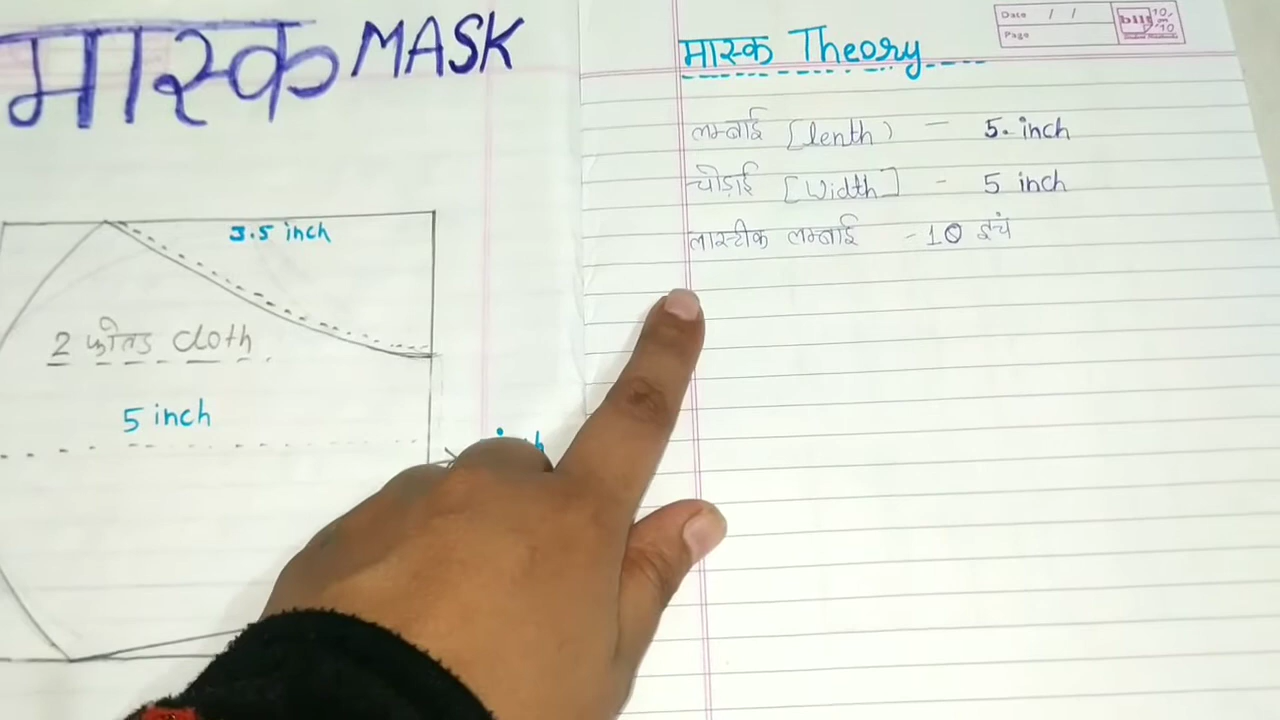 मास्क MASK
3.5 inch
2 फोल्ड cloth
5 inch
Date / /
Page
मास्क Theory
लम्बाई [lenth) - 5. inch
चोड़ाई [Width] - 5 inch
लास्टीक लम्बाई - 10 इंच